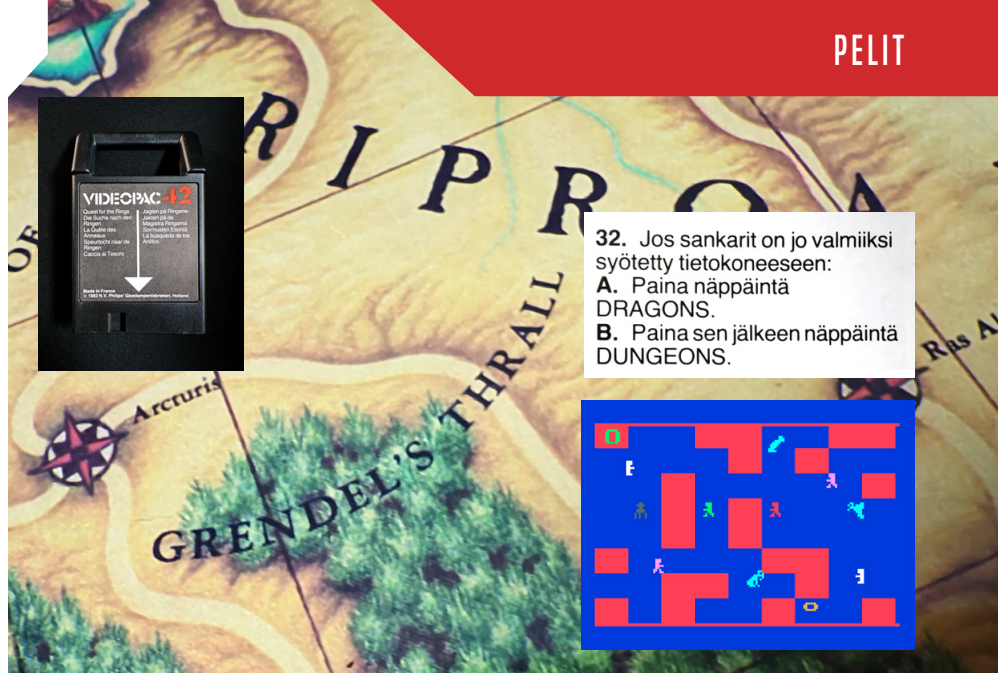 PELIT
RIPROA
OF
VIDEOPAC 42
Quest for the Rings
Die Suche nach den
Ringen
La Quête des
Anneaux
Speurtocht naar de
Ringen
Caccia al Tesoro
Jagten på Ringene
Jakten på de
Magiska Ringarna
Sormusten Etsintä
La búsqueda de los
Anillos
Made in France
© 1982 N.V. Philips' Gloeilampenfabrieken, Holland
32. Jos sankarit on jo valmiiksi
syötetty tietokoneeseen:
A. Paina näppäintä
DRAGONS.
B. Paina sen jälkeen näppäintä
DUNGEONS.
THRALL
Arcturis
GRENDEL'S